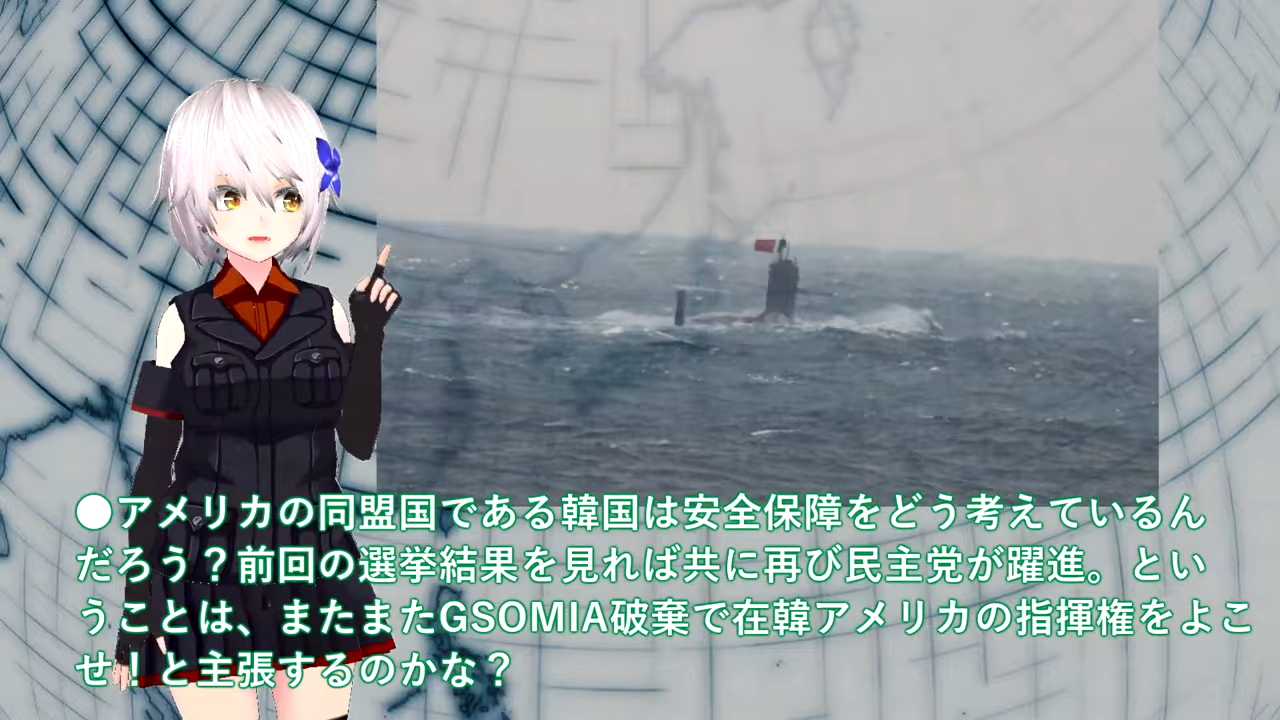 ●アメリカの同盟国である韓国は安全保障をどう考えているん
だろう？前回の選挙結果を見れば共に再び民主党が躍進。とい
うことは、またまたGSOMIA破棄で在韓アメリカの指揮権をよこ
せ！と主張するのかな？